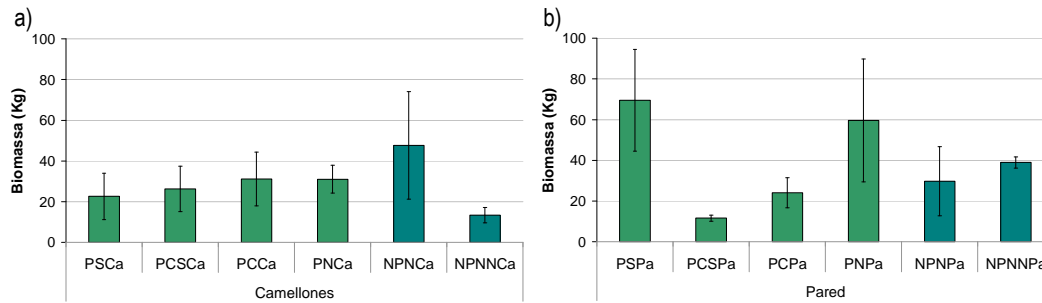 a)
Biomassa (Kg)
100
80
60
40
20
0
PSCa PCSCa PCCa PNCa NPNCa NPNNCa
Camellones
b)
Biomassa (Kg)
100
80
60
40
20
0
PSPa PCSPa PCPa PNPa NPNPa NPNNPa
Pared